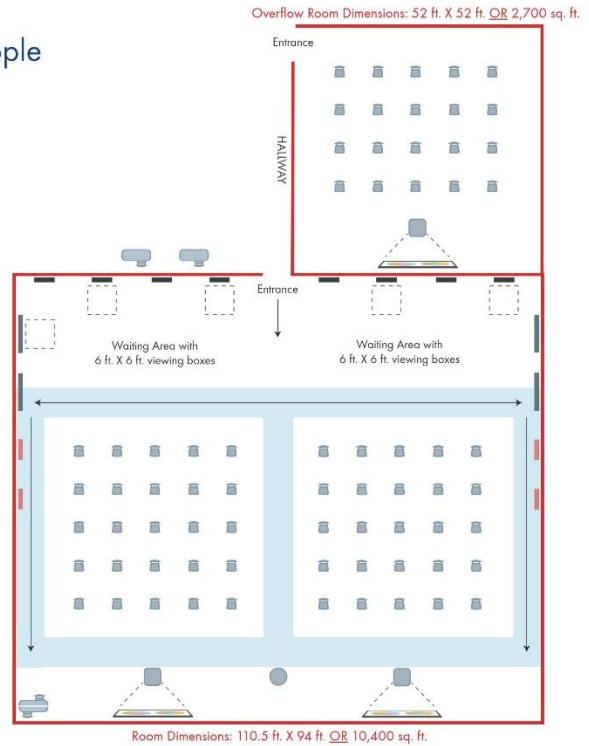 Overflow Room Dimensions: 52 ft. X 52 ft. OR 2,700 sq. ft.
Entrance
HALLWAY
Entrance
Waiting Area with
6 ft. X 6 ft. viewing boxes
Waiting Area with
6 ft. X 6 ft. viewing boxes
Room Dimensions: 110.5 ft. X 94 ft. OR 10,400 sq. ft.